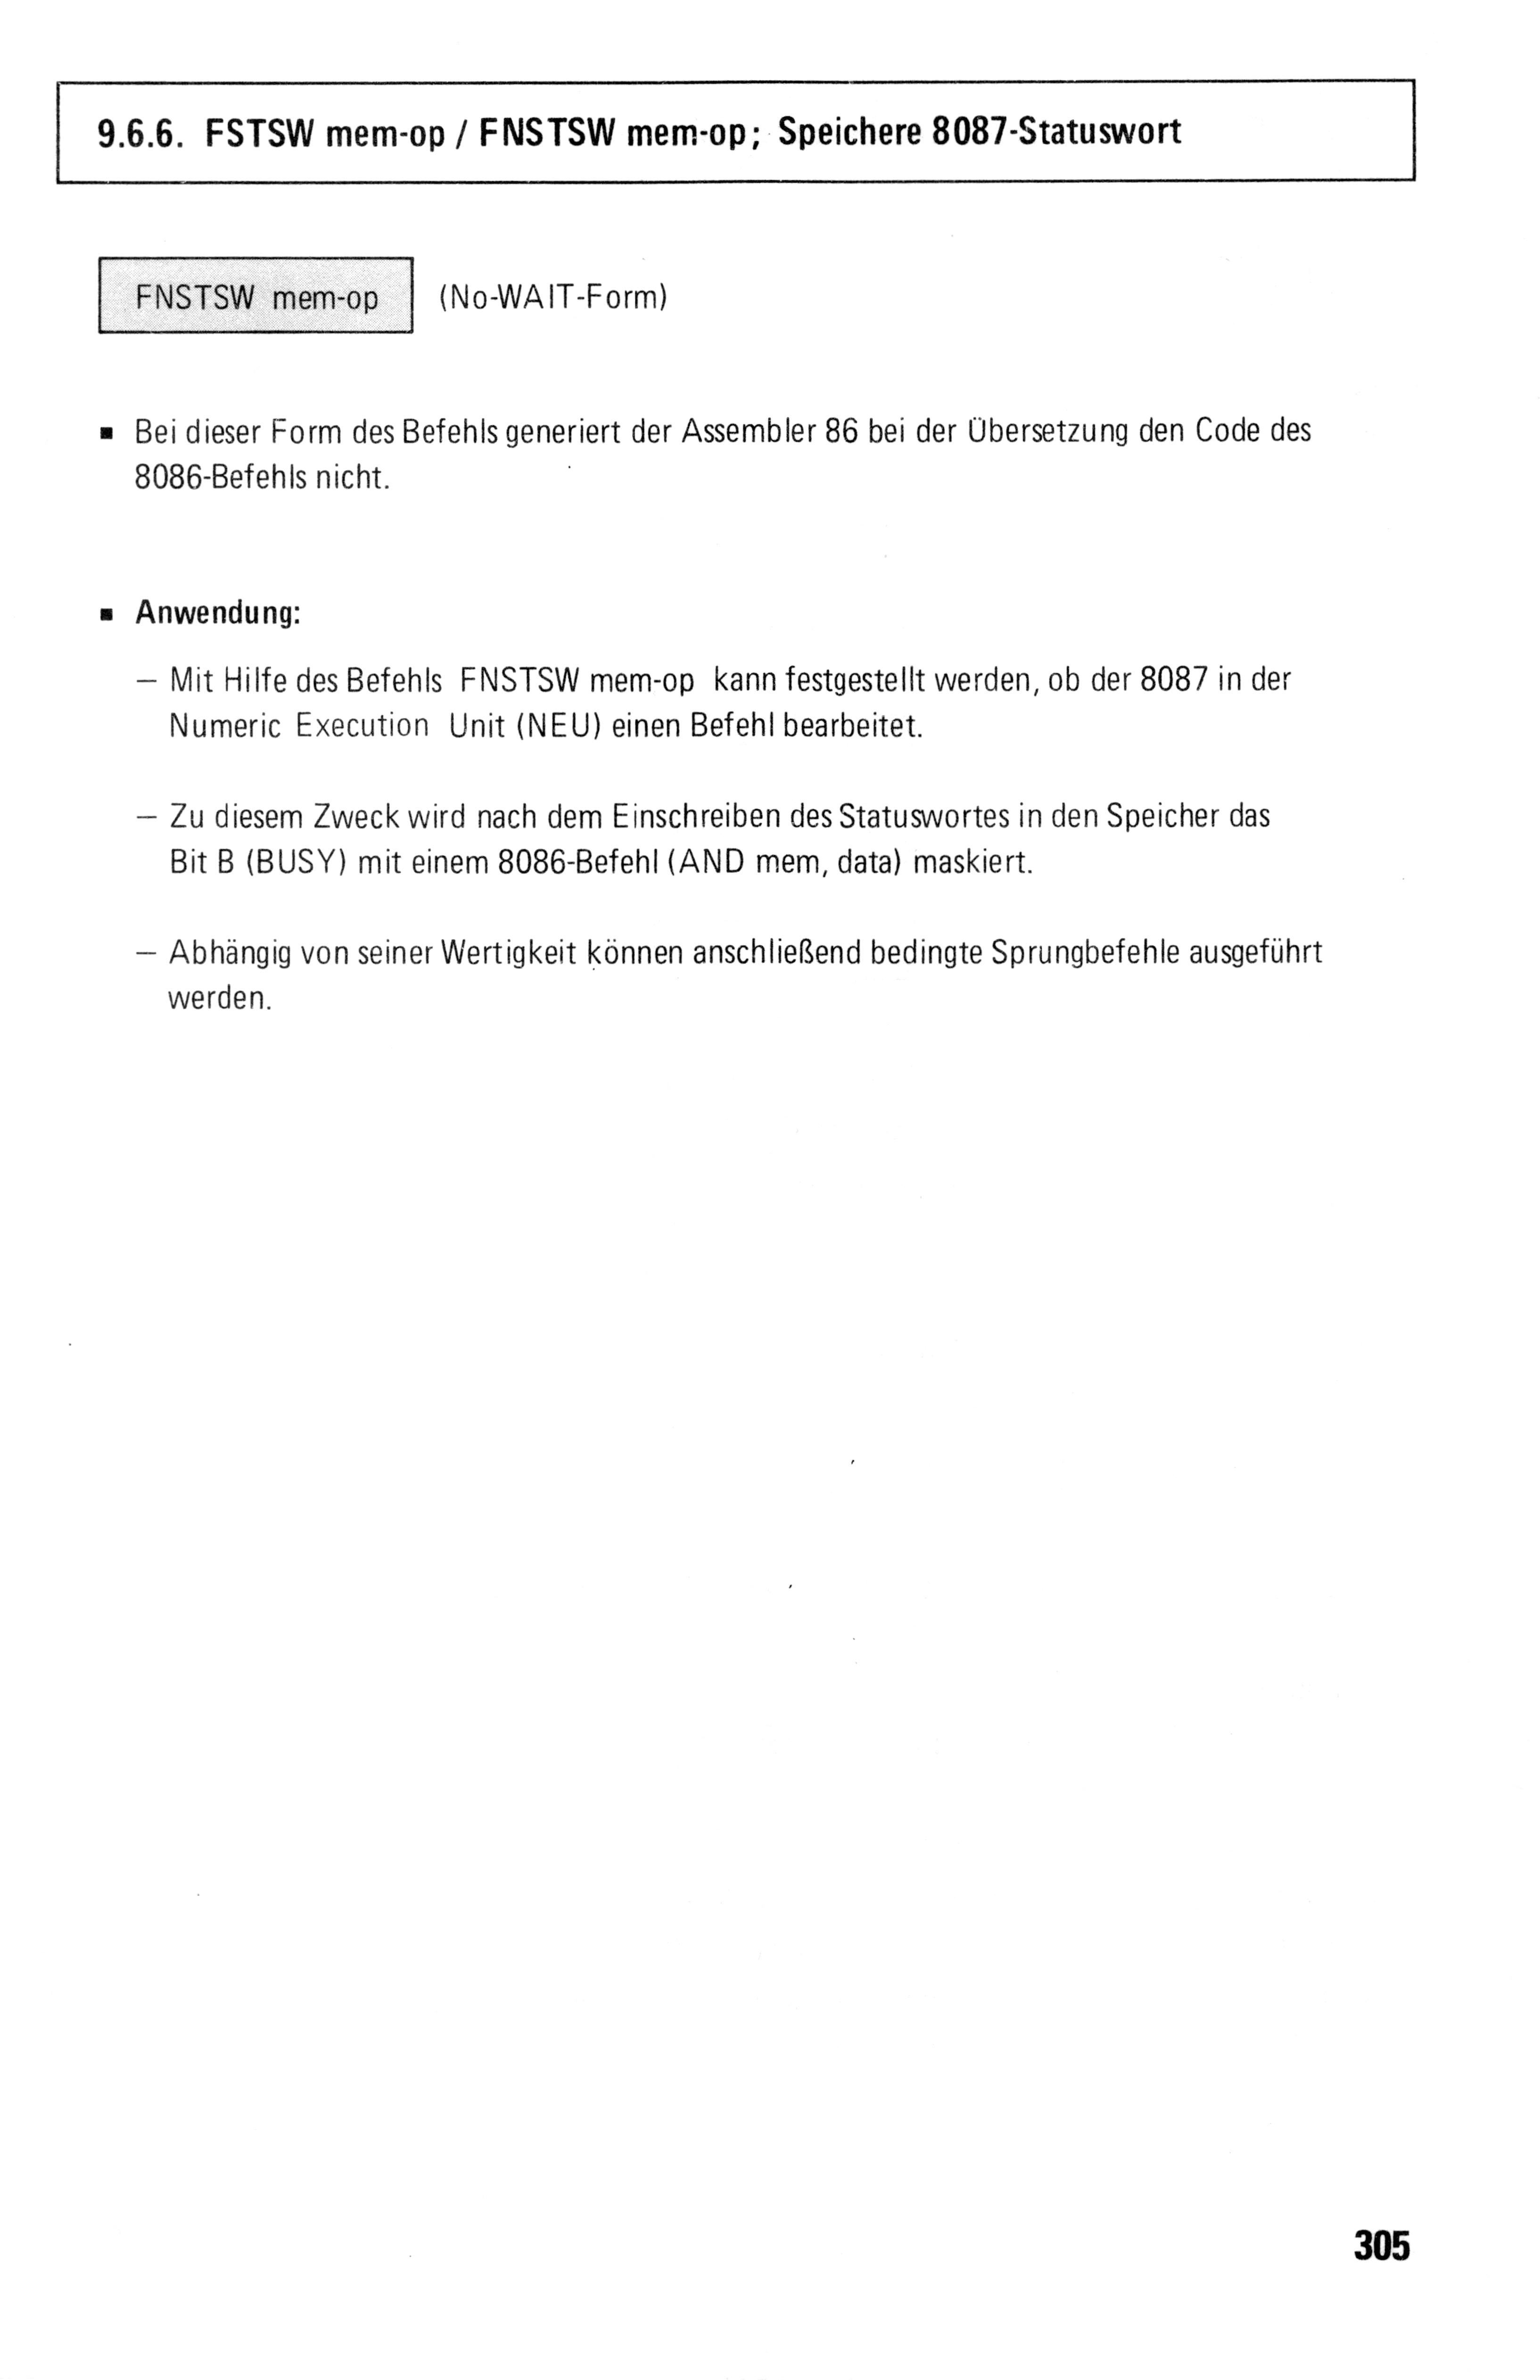 9.6.6. FSTSW mem-op / FNSTSW mem-op; Speichere 8087-Statuswort
FNSTSW mem-op (No-WAIT-Form)
▪ Bei dieser Form des Befehls generiert der Assembler 86 bei der Übersetzung den Code des
8086-Befehls nicht.
▪ Anwendung:
— Mit Hilfe des Befehls FNSTSW mem-op kann festgestellt werden, ob der 8087 in der
Numeric Execution Unit (NEU) einen Befehl bearbeitet.
— Zu diesem Zweck wird nach dem Einschreiben des Statuswortes in den Speicher das
Bit B (BUSY) mit einem 8086-Befehl (AND mem, data) maskiert.
— Abhängig von seiner Wertigkeit können anschließend bedingte Sprungbefehle ausgeführt
werden.
305